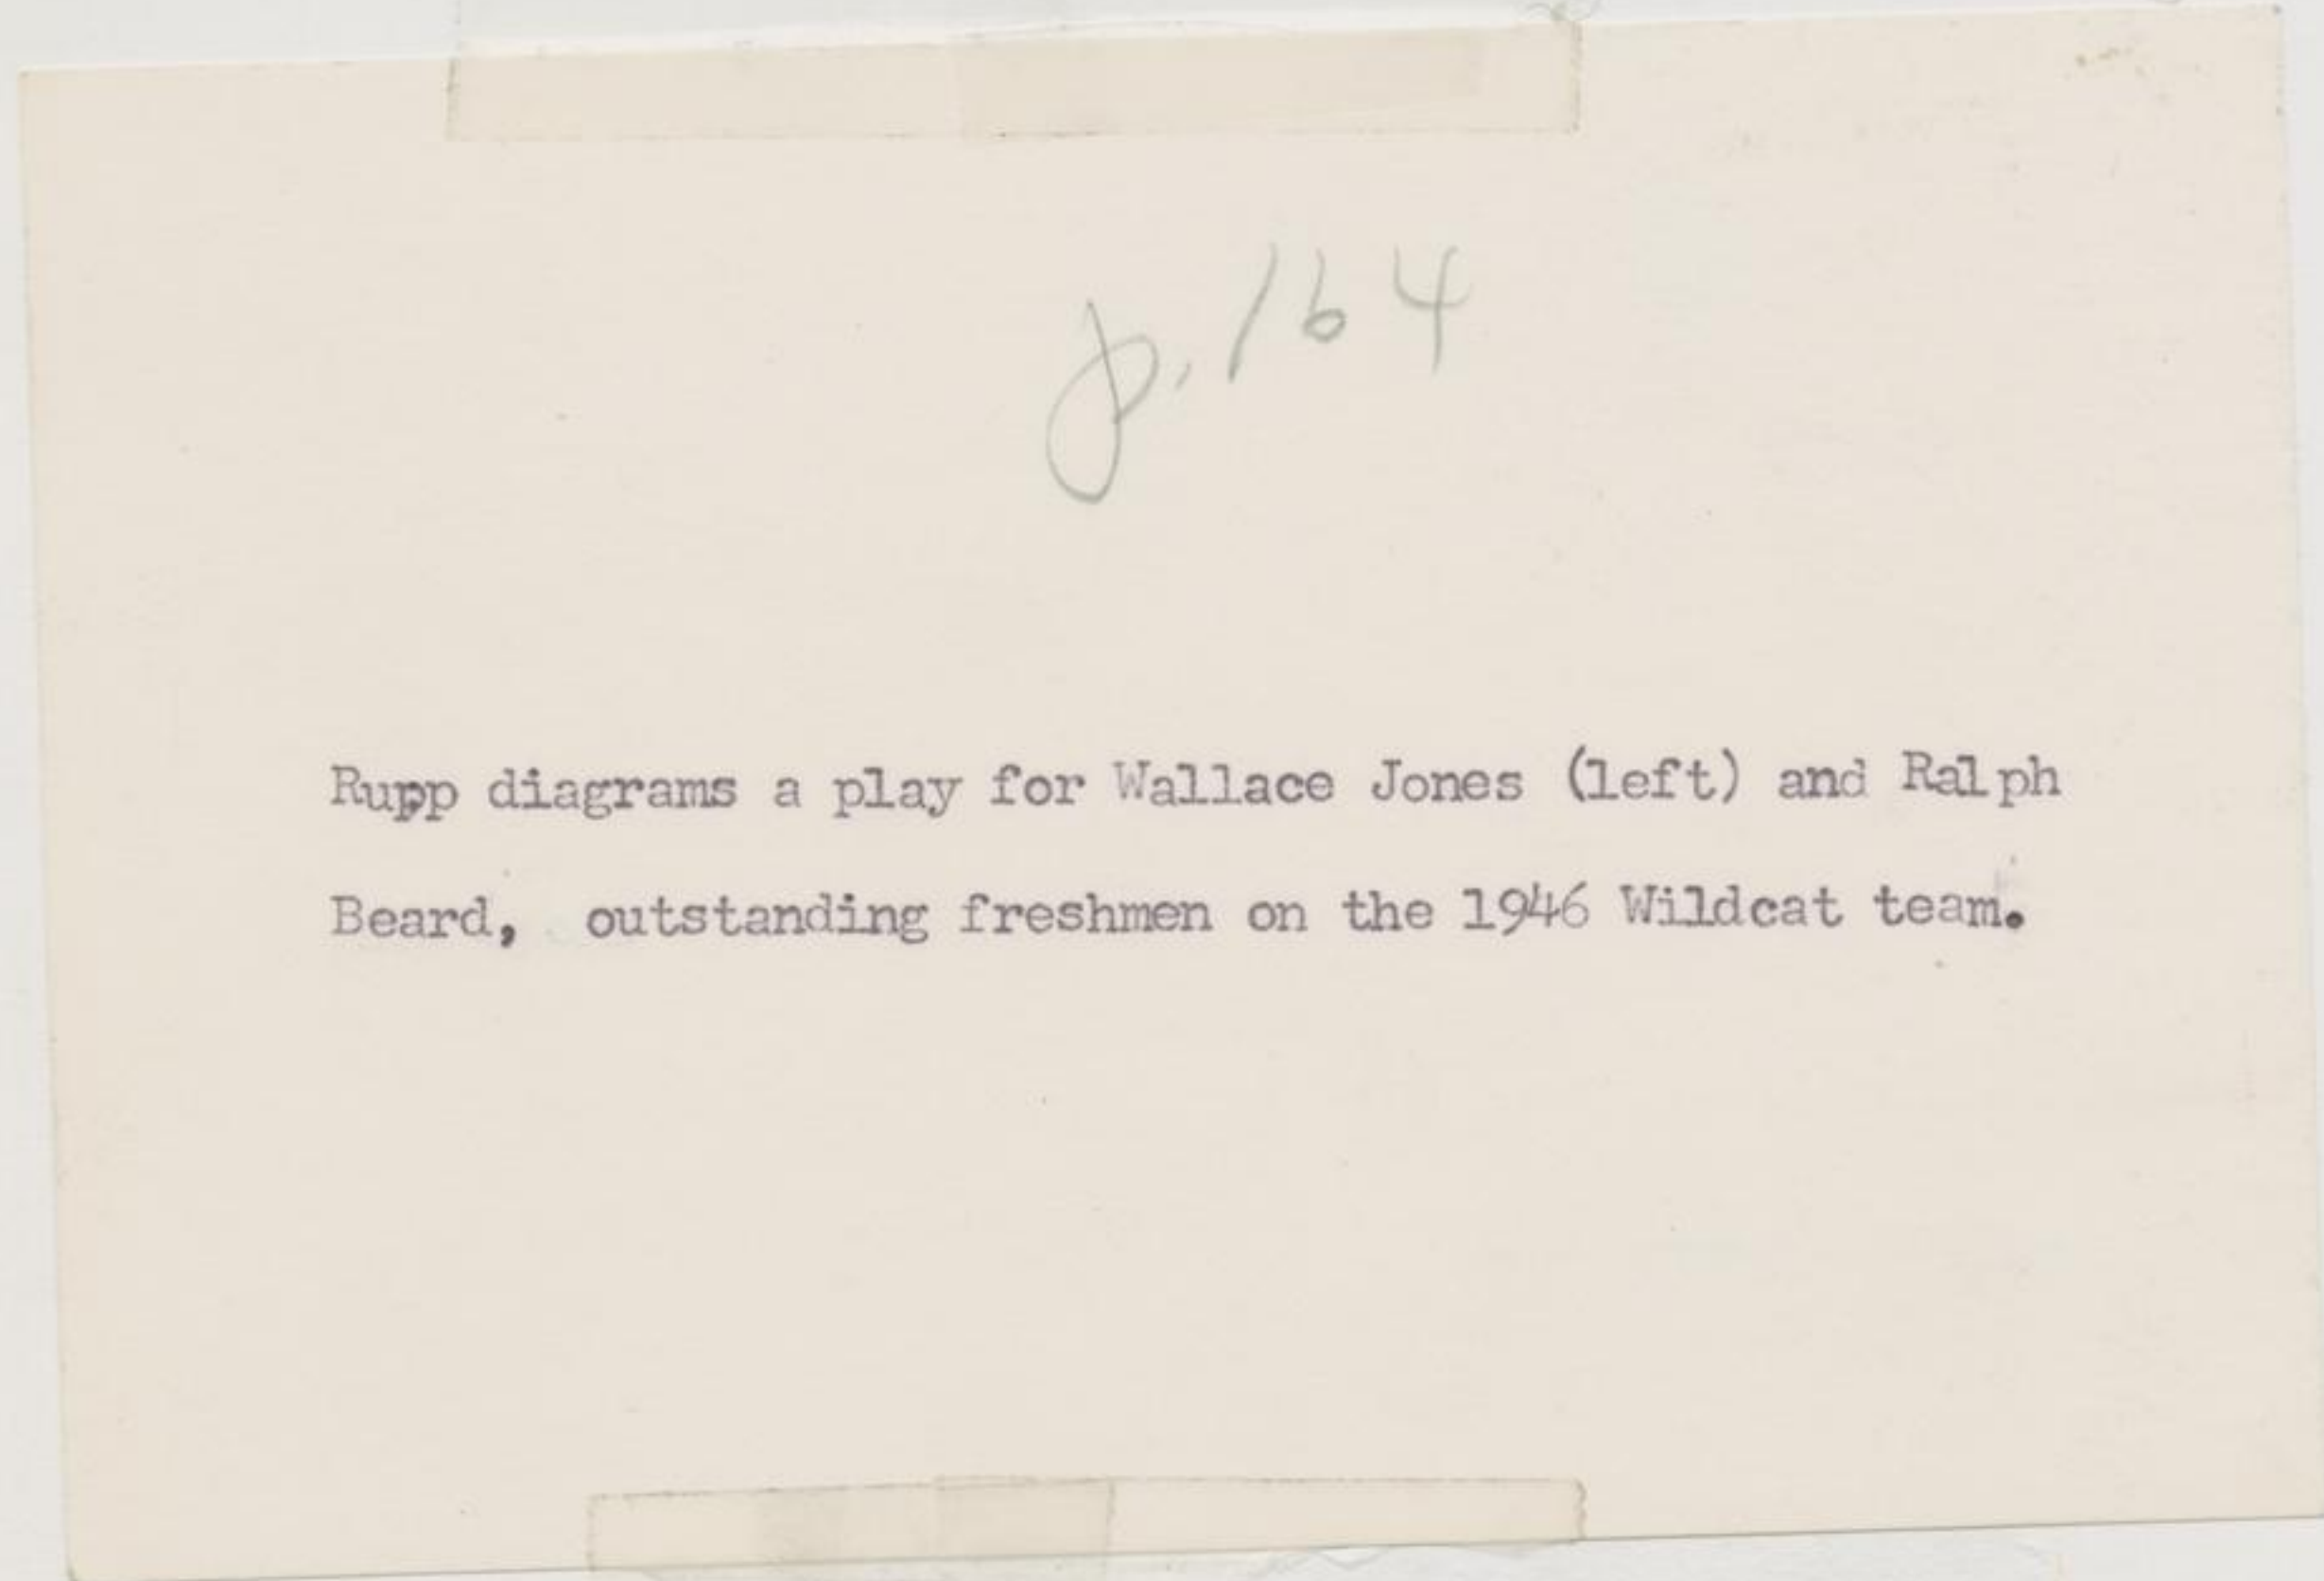 p. 164
Rupp diagrams a play for Wallace Jones (left) and Ralph
Beard, outstanding freshmen on the 1946 Wildcat team.